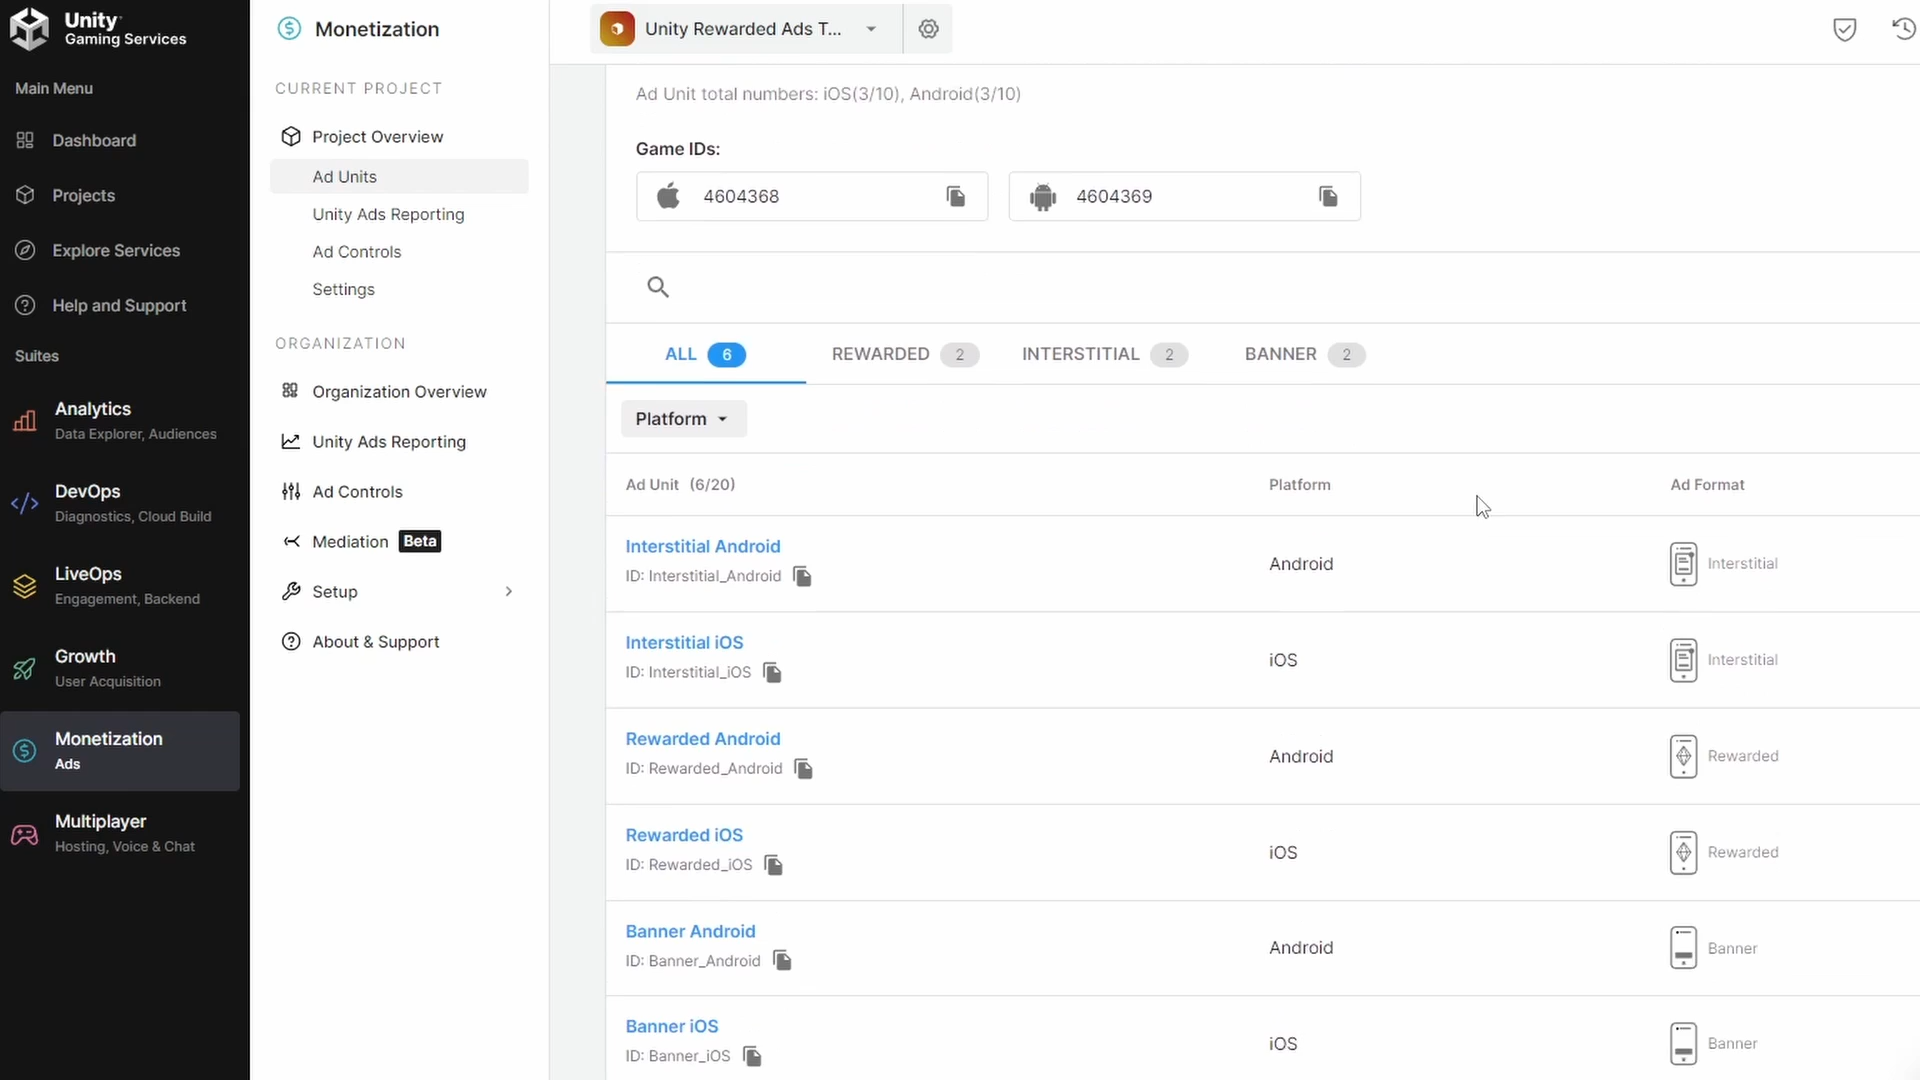 Unity
Gaming Services
Main Menu
Dashboard
Projects
Explore Services
Help and Support
Suites
Analytics
Data Explorer, Audiences
DevOps
Diagnostics, Cloud Build
LiveOps
Engagement, Backend
Growth
User Acquisition
Monetization
Ads
Multiplayer
Hosting, Voice & Chat
Monetization
CURRENT PROJECT
Project Overview
Ad Units
Unity Ads Reporting
Ad Controls
Settings
ORGANIZATION
Organization Overview
Unity Ads Reporting
Ad Controls
Mediation Beta
Setup
About & Support
Unity Rewarded Ads T...
Ad Unit total numbers: iOS(3/10), Android(3/10)
Game IDs:
4604368 4604369
ALL 6 REWARDED 2 INTERSTITIAL 2 BANNER 2
Platform
Ad Unit (6/20) Platform Ad Format
Interstitial Android
ID: Interstitial_Android Android Interstitial
Interstitial iOS
ID: Interstitial_iOS iOS Interstitial
Rewarded Android
ID: Rewarded_Android Android Rewarded
Rewarded iOS
ID: Rewarded_iOS iOS Rewarded
Banner Android
ID: Banner_Android Android Banner
Banner iOS
ID: Banner_iOS iOS Banner